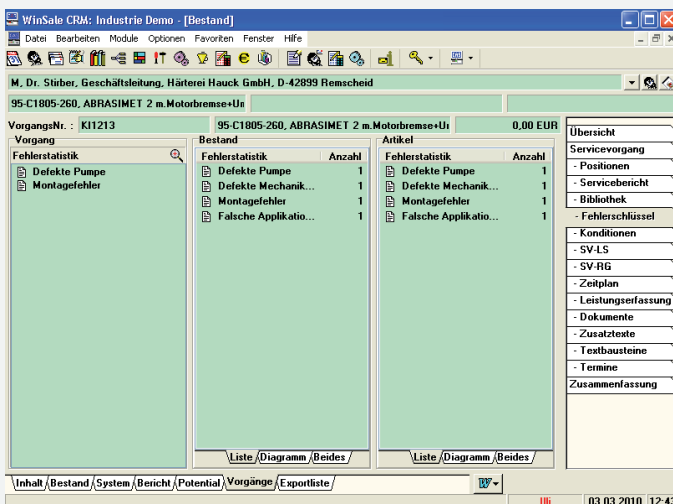 WinSale CRM: Industrie Demo - [Bestand]
Datei Bearbeiten Module Optionen Favoriten Fenster Hilfe
M, Dr. Stirber, Geschäftsleitung, Härterei Hauck GmbH, D-42899 Remscheid
95-C1805-260, ABRASIMET 2 m.Motorbremse+Un
VorgangsNr. : KI1213 95-C1805-260, ABRASIMET 2 m.Motorbremse+Un 0,00 EUR
Vorgang
Fehlerstatistik
Defekte Pumpe
Montagefehler
Bestand
Fehlerstatistik Anzahl
Defekte Pumpe 1
Defekte Mechanik... 1
Montagefehler 1
Falsche Applikatio... 1
Liste Diagramm Beides
Artikel
Fehlerstatistik Anzahl
Defekte Pumpe 1
Defekte Mechanik... 1
Montagefehler 1
Falsche Applikatio... 1
Liste Diagramm Beides
Übersicht
Servicevorgang
- Positionen
- Servicebericht
- Bibliothek
- Fehlerschlüssel
- Konditionen
- SV-LS
- SV-RG
- Zeitplan
- Leistungserfassung
- Dokumente
- Zusatztexte
- Textbausteine
- Termine
Zusammenfassung
Inhalt Bestand System Bericht Potential Vorgänge Exportliste
W
Uli 03.03.2010